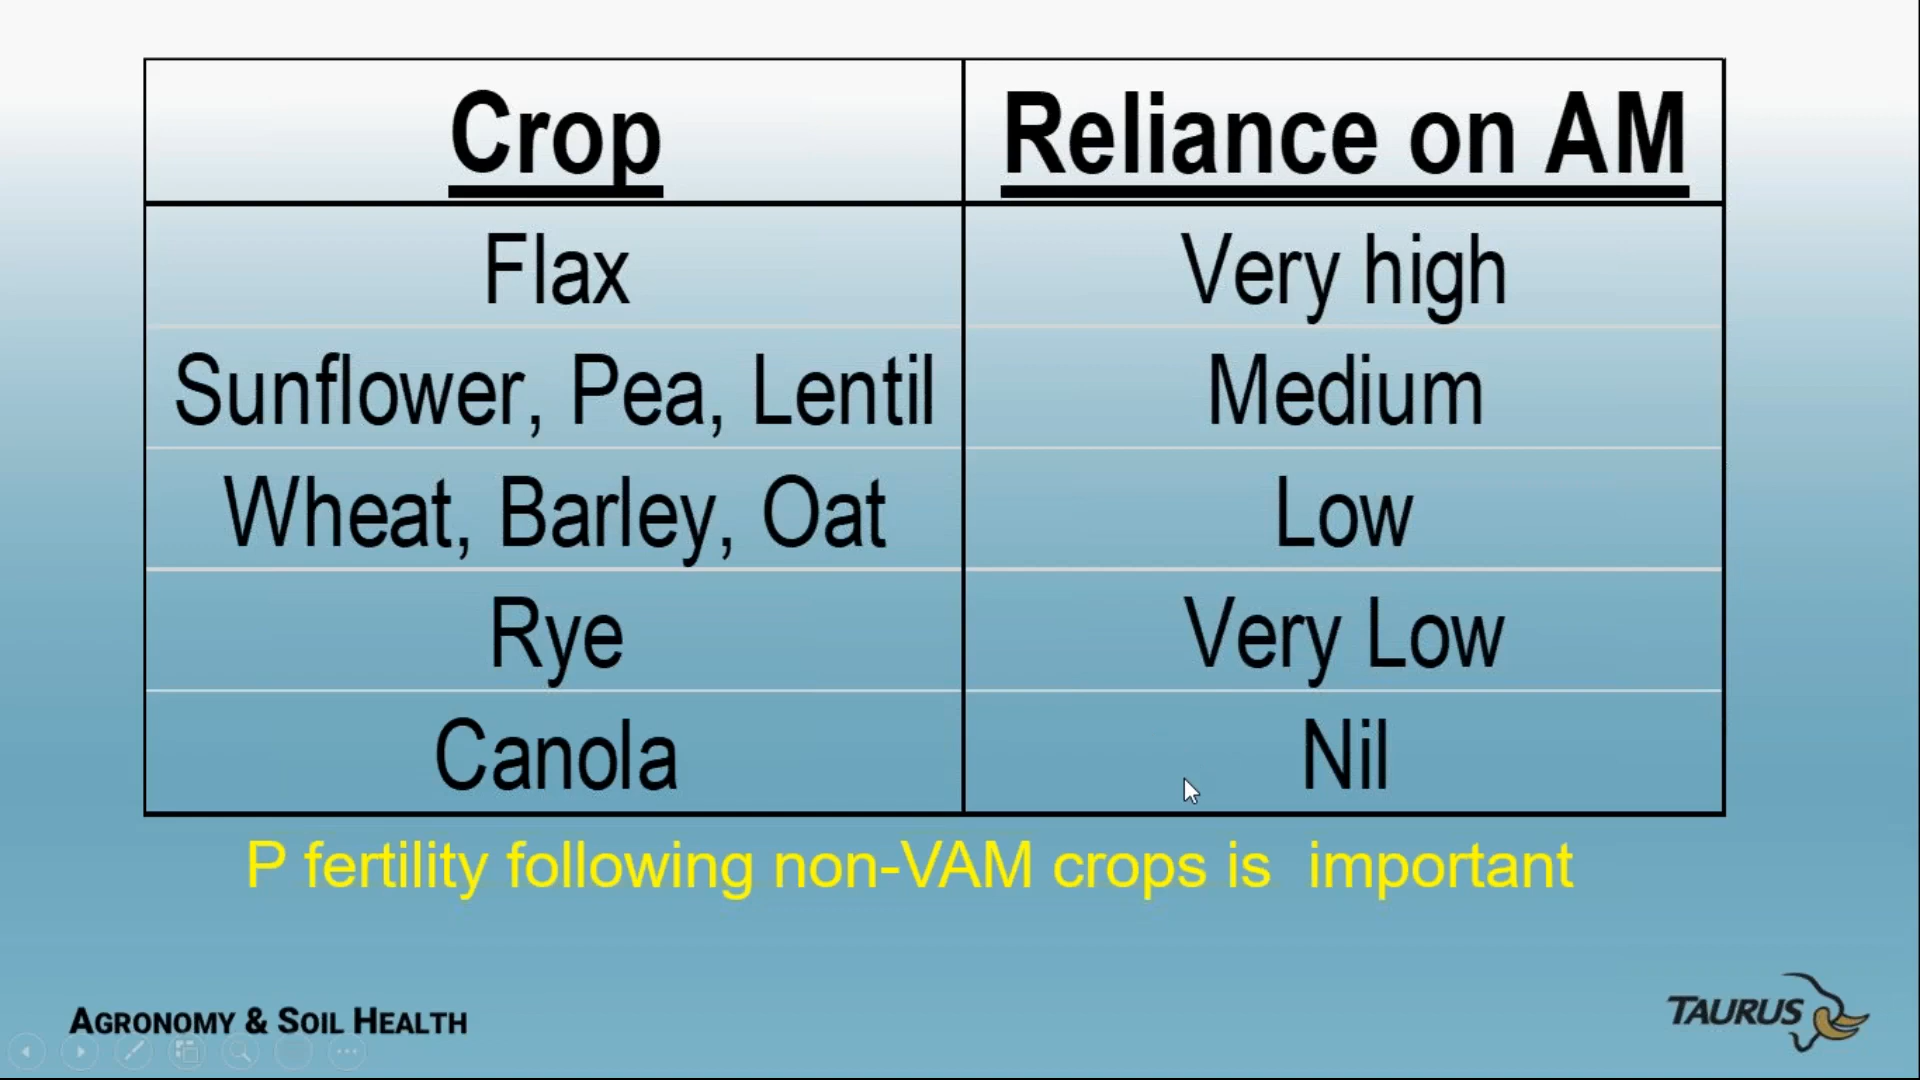 Crop Reliance on AM
Flax Very high
Sunflower, Pea, Lentil Medium
Wheat, Barley, Oat Low
Rye Very Low
Canola Nil
P fertility following non-VAM crops is  important
AGRONOMY & SOIL HEALTH
TAURUS